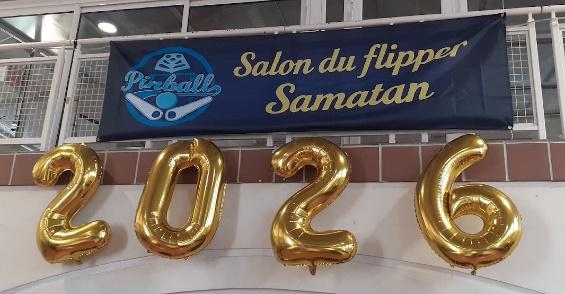 Pinball
Salon du flipper
Samatan
2026